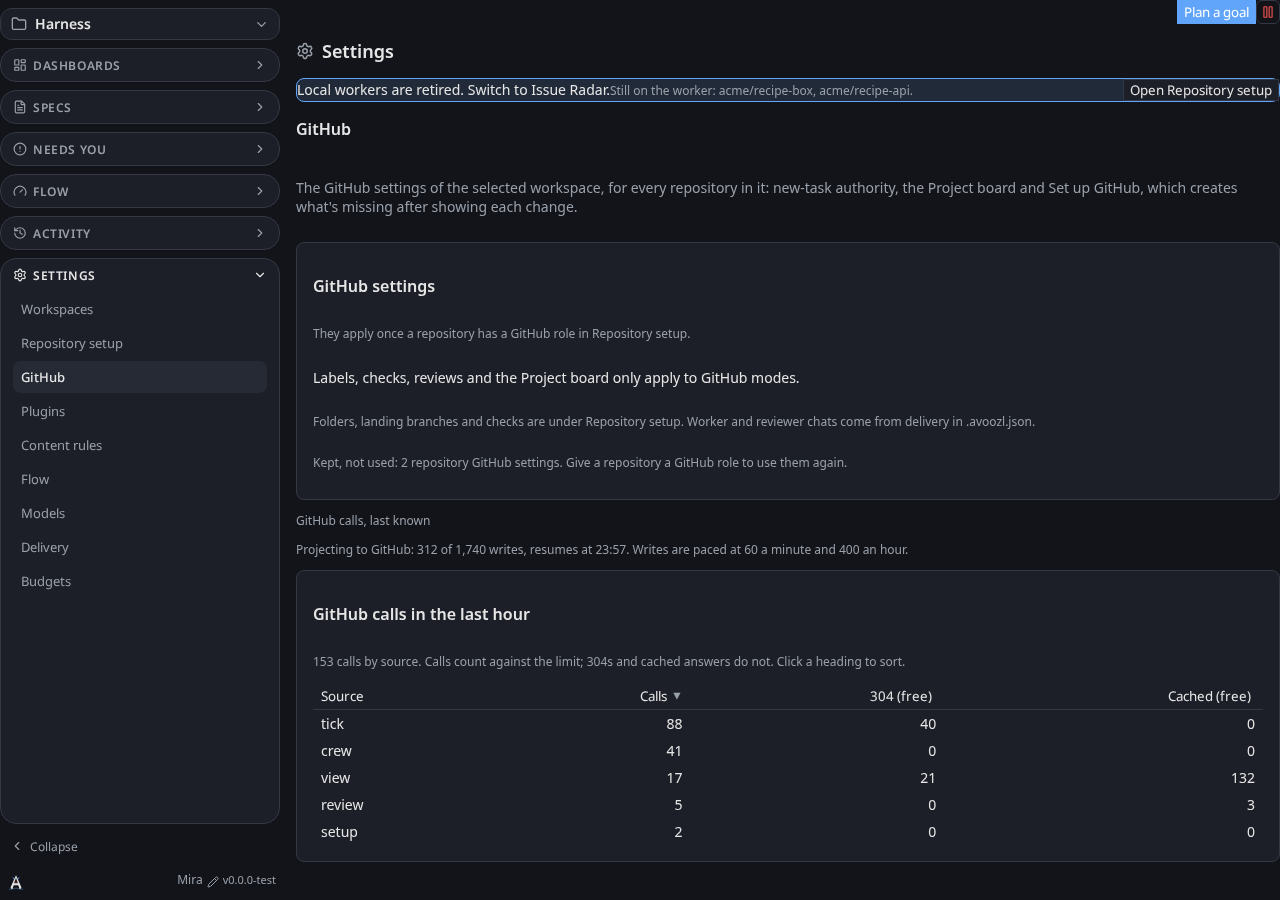 Harness
Plan a goal
DASHBOARDS
SPECS
NEEDS YOU
FLOW
ACTIVITY
SETTINGS
Workspaces
Repository setup
GitHub
Plugins
Content rules
Flow
Models
Delivery
Budgets
Collapse
A
Mira v0.0.0-test
Settings
Local workers are retired. Switch to Issue Radar. Still on the worker: acme/recipe-box, acme/recipe-api.
Open Repository setup
GitHub
The GitHub settings of the selected workspace, for every repository in it: new-task authority, the Project board and Set up GitHub, which creates
what's missing after showing each change.
GitHub settings
They apply once a repository has a GitHub role in Repository setup.
Labels, checks, reviews and the Project board only apply to GitHub modes.
Folders, landing branches and checks are under Repository setup. Worker and reviewer chats come from delivery in .avoozl.json.
Kept, not used: 2 repository GitHub settings. Give a repository a GitHub role to use them again.
GitHub calls, last known
Projecting to GitHub: 312 of 1,740 writes, resumes at 23:57. Writes are paced at 60 a minute and 400 an hour.
GitHub calls in the last hour
153 calls by source. Calls count against the limit; 304s and cached answers do not. Click a heading to sort.
Source Calls ▼ 304 (free) Cached (free)
tick 88 40 0
crew 41 0 0
view 17 21 132
review 5 0 3
setup 2 0 0